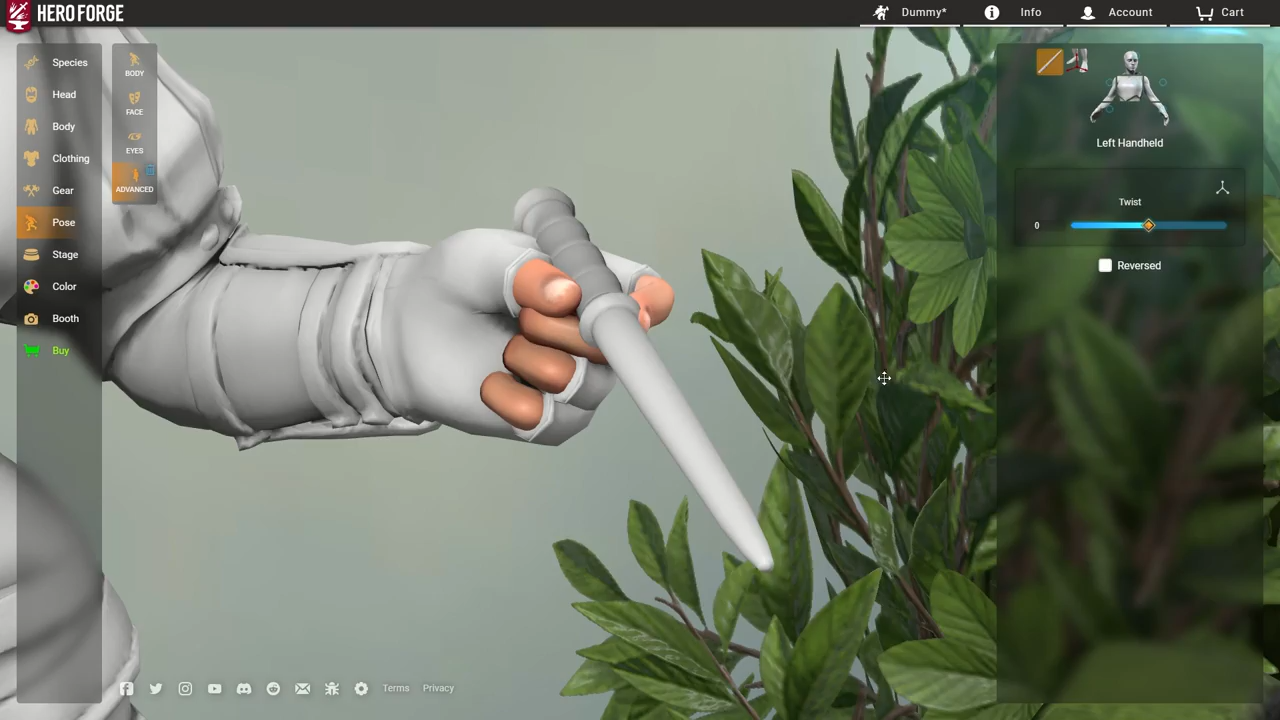 HERO FORGE
Dummy*
Info
Account
Cart
Species
Head
Body
Clothing
Gear
Pose
Stage
Color
Booth
Buy
BODY
FACE
EYES
ADVANCED
Left Handheld
Twist
0
Reversed
Terms
Privacy